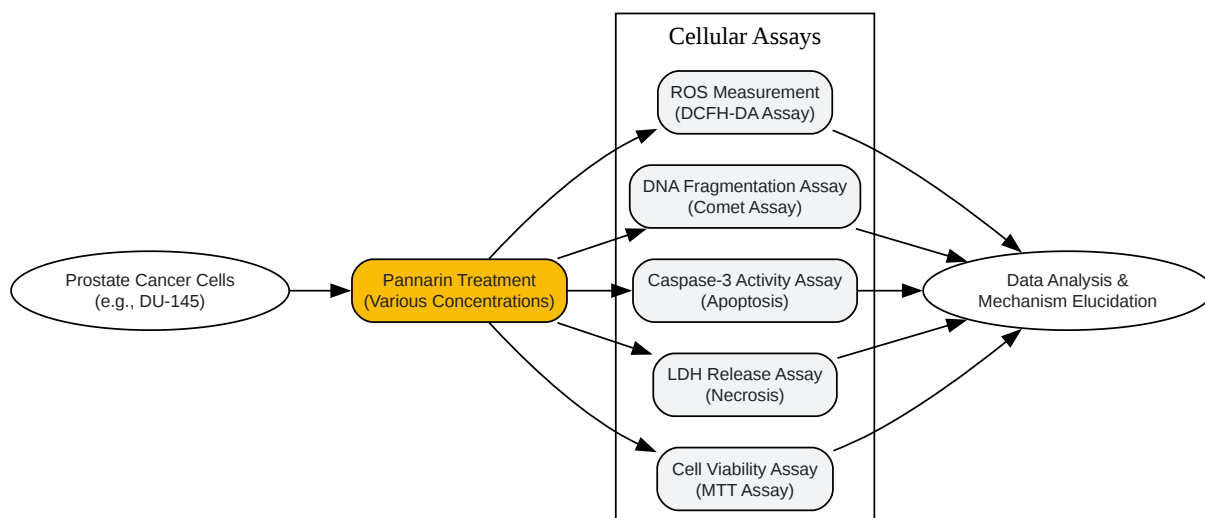 Cellular Assays
ROS Measurement
(DCFH-DA Assay)
DNA Fragmentation Assay
(Comet Assay)
Prostate Cancer Cells
(e.g., DU-145)
Pannarin Treatment
(Various Concentrations)
Caspase-3 Activity Assay
(Apoptosis)
Data Analysis &
Mechanism Elucidation
LDH Release Assay
(Necrosis)
Cell Viability Assay
(MTT Assay)